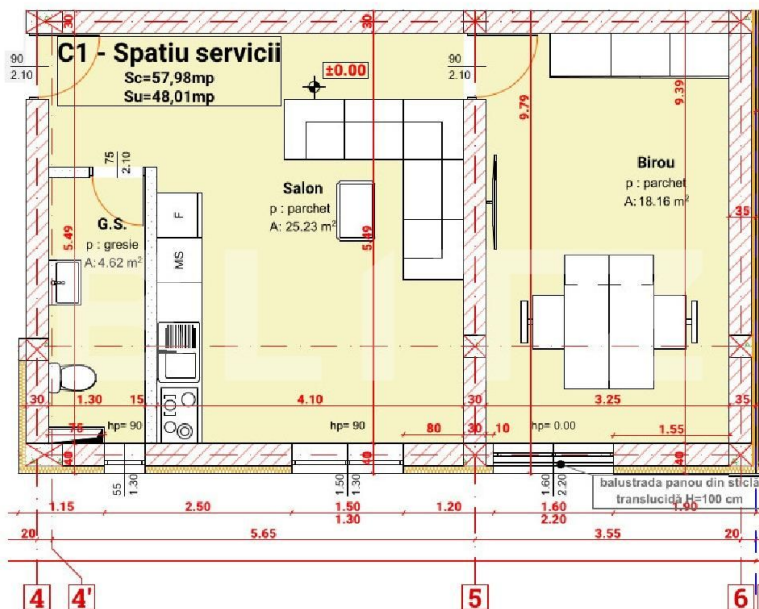 30
30
30
C1 - Spatiu servicii
Sc=57,98mp
Su=48,01mp
90
2.10
±0.00
90
2.10
9.79
9.39
75
2.10
Birou
p : parchet
A: 18.16 m²
Salon
p : parchet
A: 25.23 m²
G.S.
p : gresie
A: 4.62 m²
5.49
5.49
35
F
MS
BLITZ
30
1.30
15
4.10
30
3.25
35
75
hp= 90
hp= 90
80
30
10
hp= 0.00
1.55
40
40
40
55
1.30
1.50
1.30
1.60
2.20
balustrada panou din sticlă
translucidă H=100 cm
1.15
2.50
1.50
1.20
1.60
1.90
1.30
2.20
20
5.65
3.55
20
4
4'
5
6